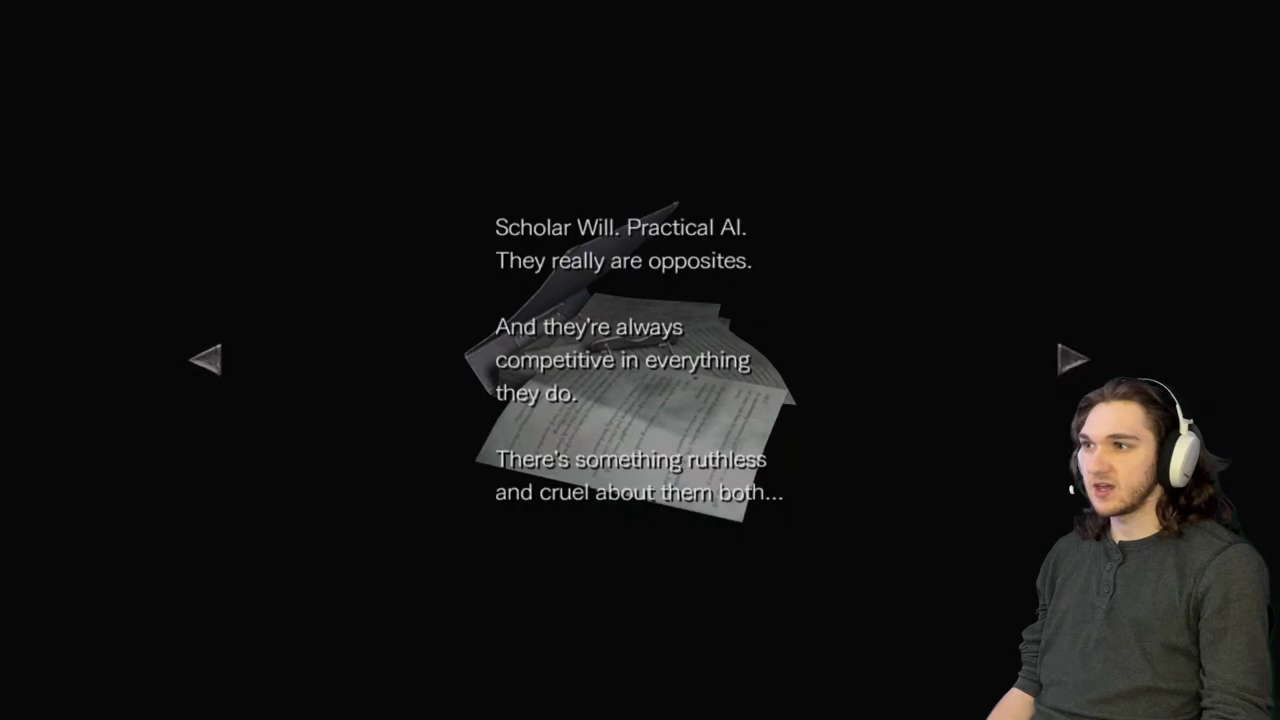 Scholar Will. Practical Al.
They really are opposites.
And they're always
competitive in everything
they do.
There's something ruthless
and cruel about them both...